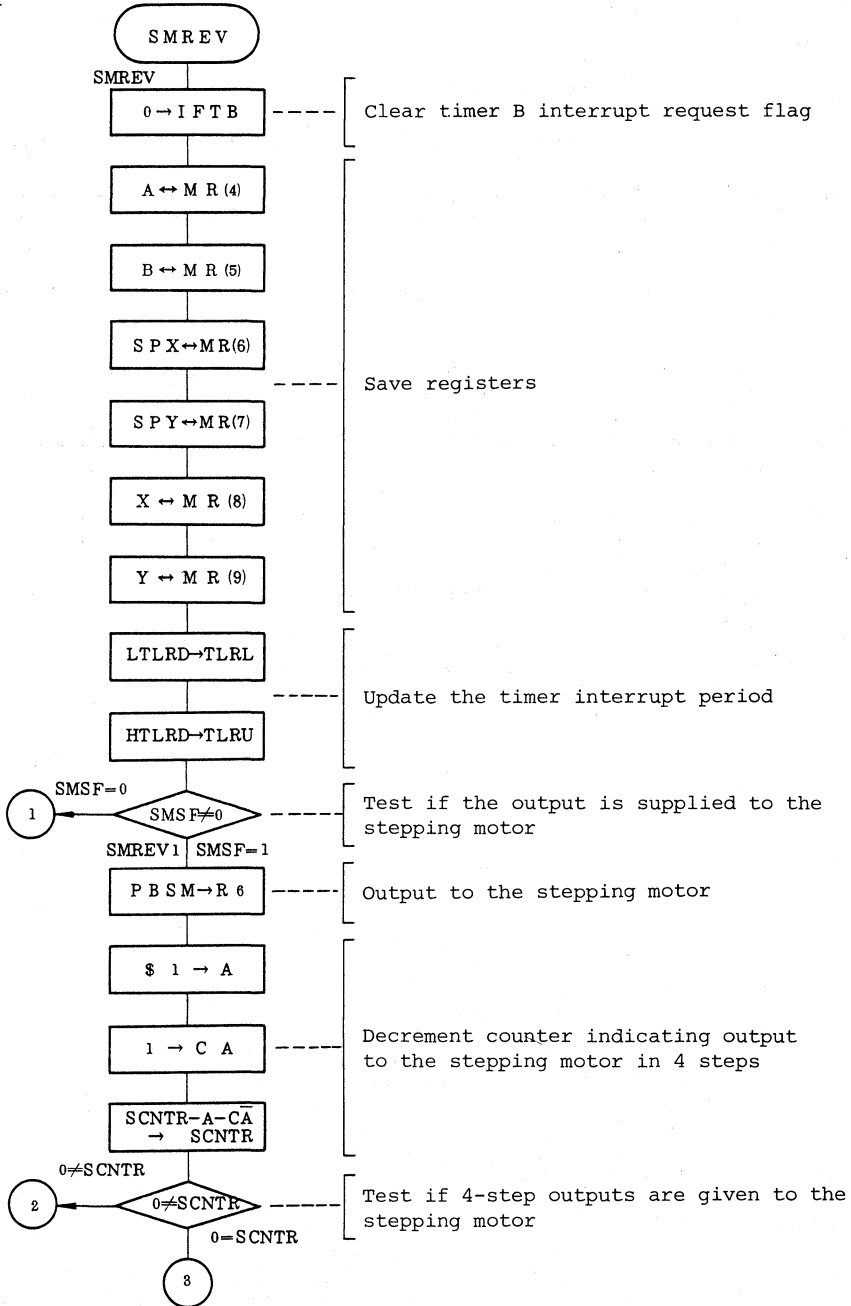 SMREV
SMREV
0→IFTB
Clear timer B interrupt request flag
A↔MR(4)
B↔MR(5)
SPX↔MR(6)
Save registers
SPY↔MR(7)
X↔MR(8)
Y↔MR(9)
LTLRD→TLRL
Update the timer interrupt period
HTLRD→TLRU
SMSF=0
1
SMSF≠0
Test if the output is supplied to the
stepping motor
SMREV1 SMSF=1
PBSM→R6
Output to the stepping motor
$1→A
1→CA
Decrement counter indicating output
to the stepping motor in 4 steps
SCNTR-A-CA̅
→ SCNTR
0≠SCNTR
2
0≠SCNTR
Test if 4-step outputs are given to the
stepping motor
0=SCNTR
3